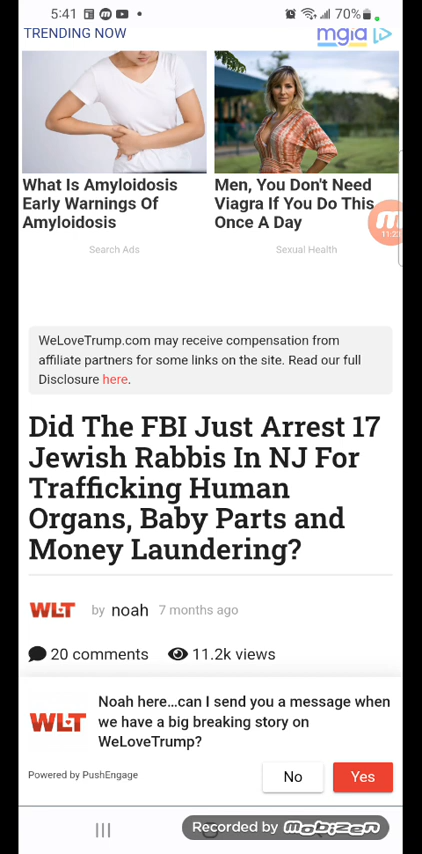 5:41
70%
TRENDING NOW
mgid
What Is Amyloidosis
Early Warnings Of
Amyloidosis
Search Ads
Men, You Don't Need
Viagra If You Do This
Once A Day
Sexual Health
11:23
WeLoveTrump.com may receive compensation from
affiliate partners for some links on the site. Read our full
Disclosure here.
Did The FBI Just Arrest 17
Jewish Rabbis In NJ For
Trafficking Human
Organs, Baby Parts and
Money Laundering?
WLT by noah 7 months ago
20 comments 11.2k views
WLT
Noah here...can I send you a message when
we have a big breaking story on
WeLoveTrump?
Powered by PushEngage
No Yes
Recorded by mobizen